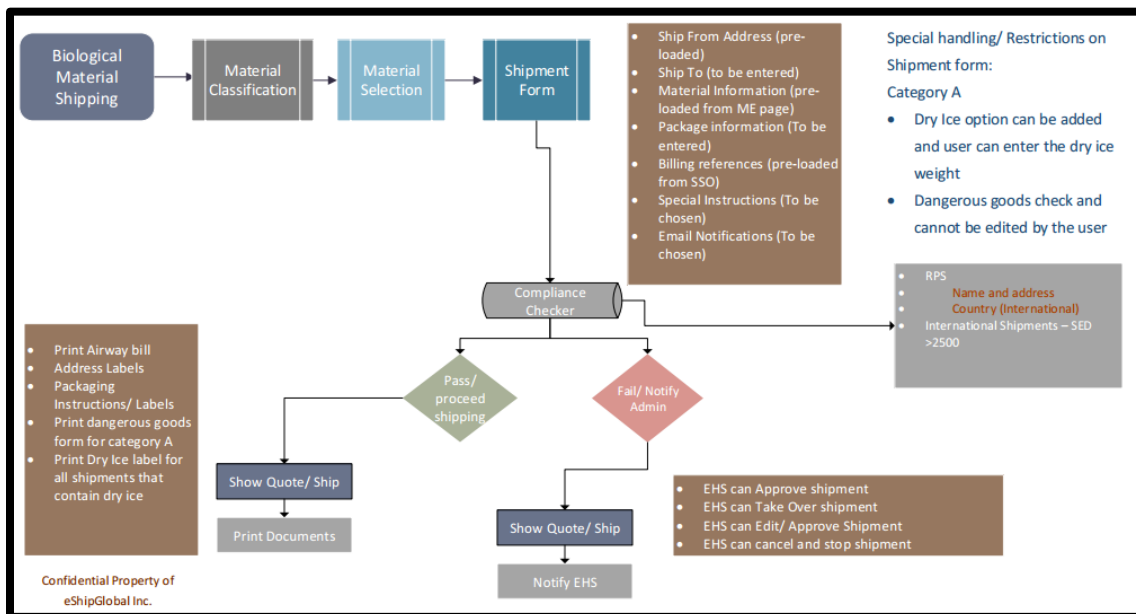 Biological
Material
Shipping
Material
Classification
Material
Selection
Shipment
Form
• Ship From Address (pre-
loaded)
• Ship To (to be entered)
• Material Information (pre-
loaded from ME page)
• Package information (To be
entered)
• Billing references (pre-loaded
from SSO)
• Special Instructions (To be
chosen)
• Email Notifications (To be
chosen)
Special handling/ Restrictions on
Shipment form:
Category A
• Dry Ice option can be added
and user can enter the dry ice
weight
• Dangerous goods check and
cannot be edited by the user
Compliance
Checker
• RPS
• Name and address
• Country (International)
• International Shipments – SED
>2500
• Print Airway bill
• Address Labels
• Packaging
Instructions/ Labels
• Print dangerous goods
form for category A
• Print Dry Ice label for
all shipments that
contain dry ice
Pass/
proceed
shipping
Fail/ Notify
Admin
Show Quote/ Ship
Print Documents
Show Quote/ Ship
Notify EHS
• EHS can Approve shipment
• EHS can Take Over shipment
• EHS can Edit/ Approve Shipment
• EHS can cancel and stop shipment
Confidential Property of
eShipGlobal Inc.